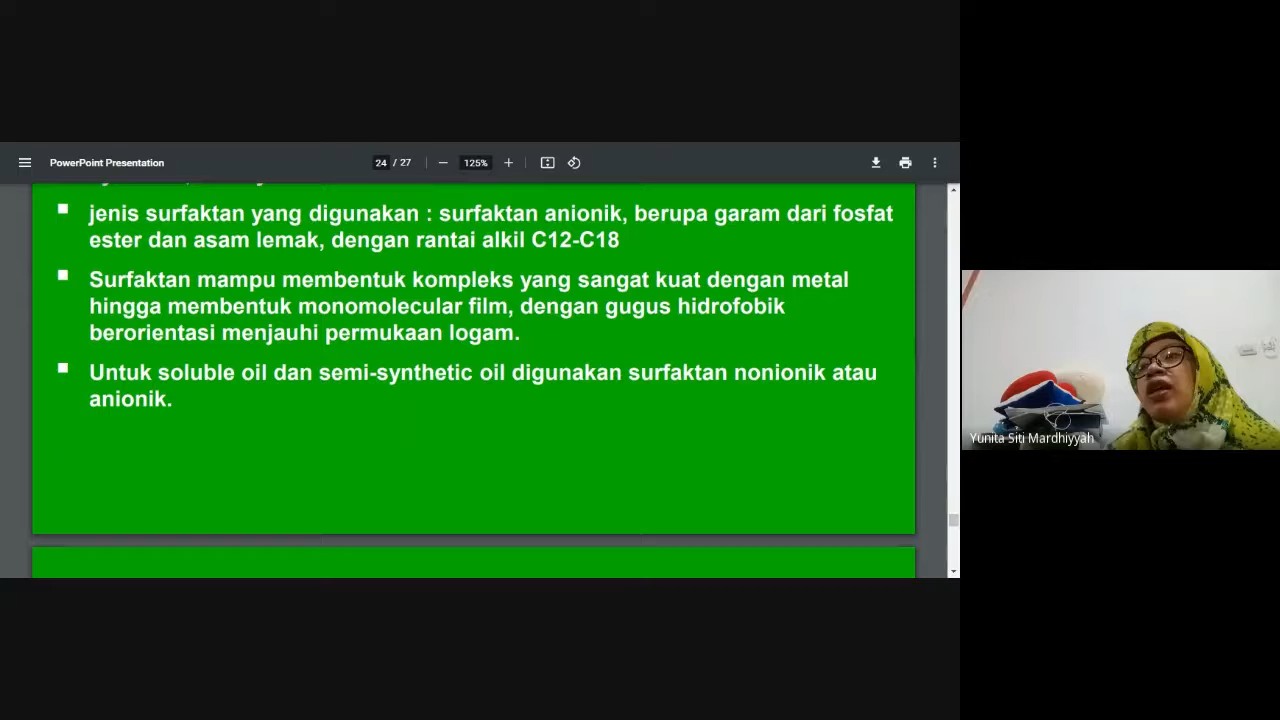 PowerPoint Presentation
24 / 27
125%
jenis surfaktan yang digunakan : surfaktan anionik, berupa garam dari fosfat
ester dan asam lemak, dengan rantai alkil C12-C18
Surfaktan mampu membentuk kompleks yang sangat kuat dengan metal
hingga membentuk monomolecular film, dengan gugus hidrofobik
berorientasi menjauhi permukaan logam.
Untuk soluble oil dan semi-synthetic oil digunakan surfaktan nonionik atau
anionik.
Yunita Siti Mardhiyyah